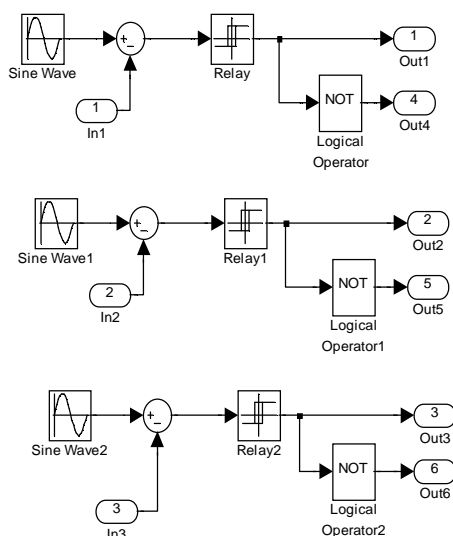 1
Sine Wave
Relay
Out1
1
NOT
4
In1
Out4
Logical
Operator
2
Sine Wave1
Relay1
Out2
2
NOT
5
In2
Out5
Logical
Operator1
3
Sine Wave2
Relay2
Out3
NOT
6
Out6
3
Logical
In3
Operator2